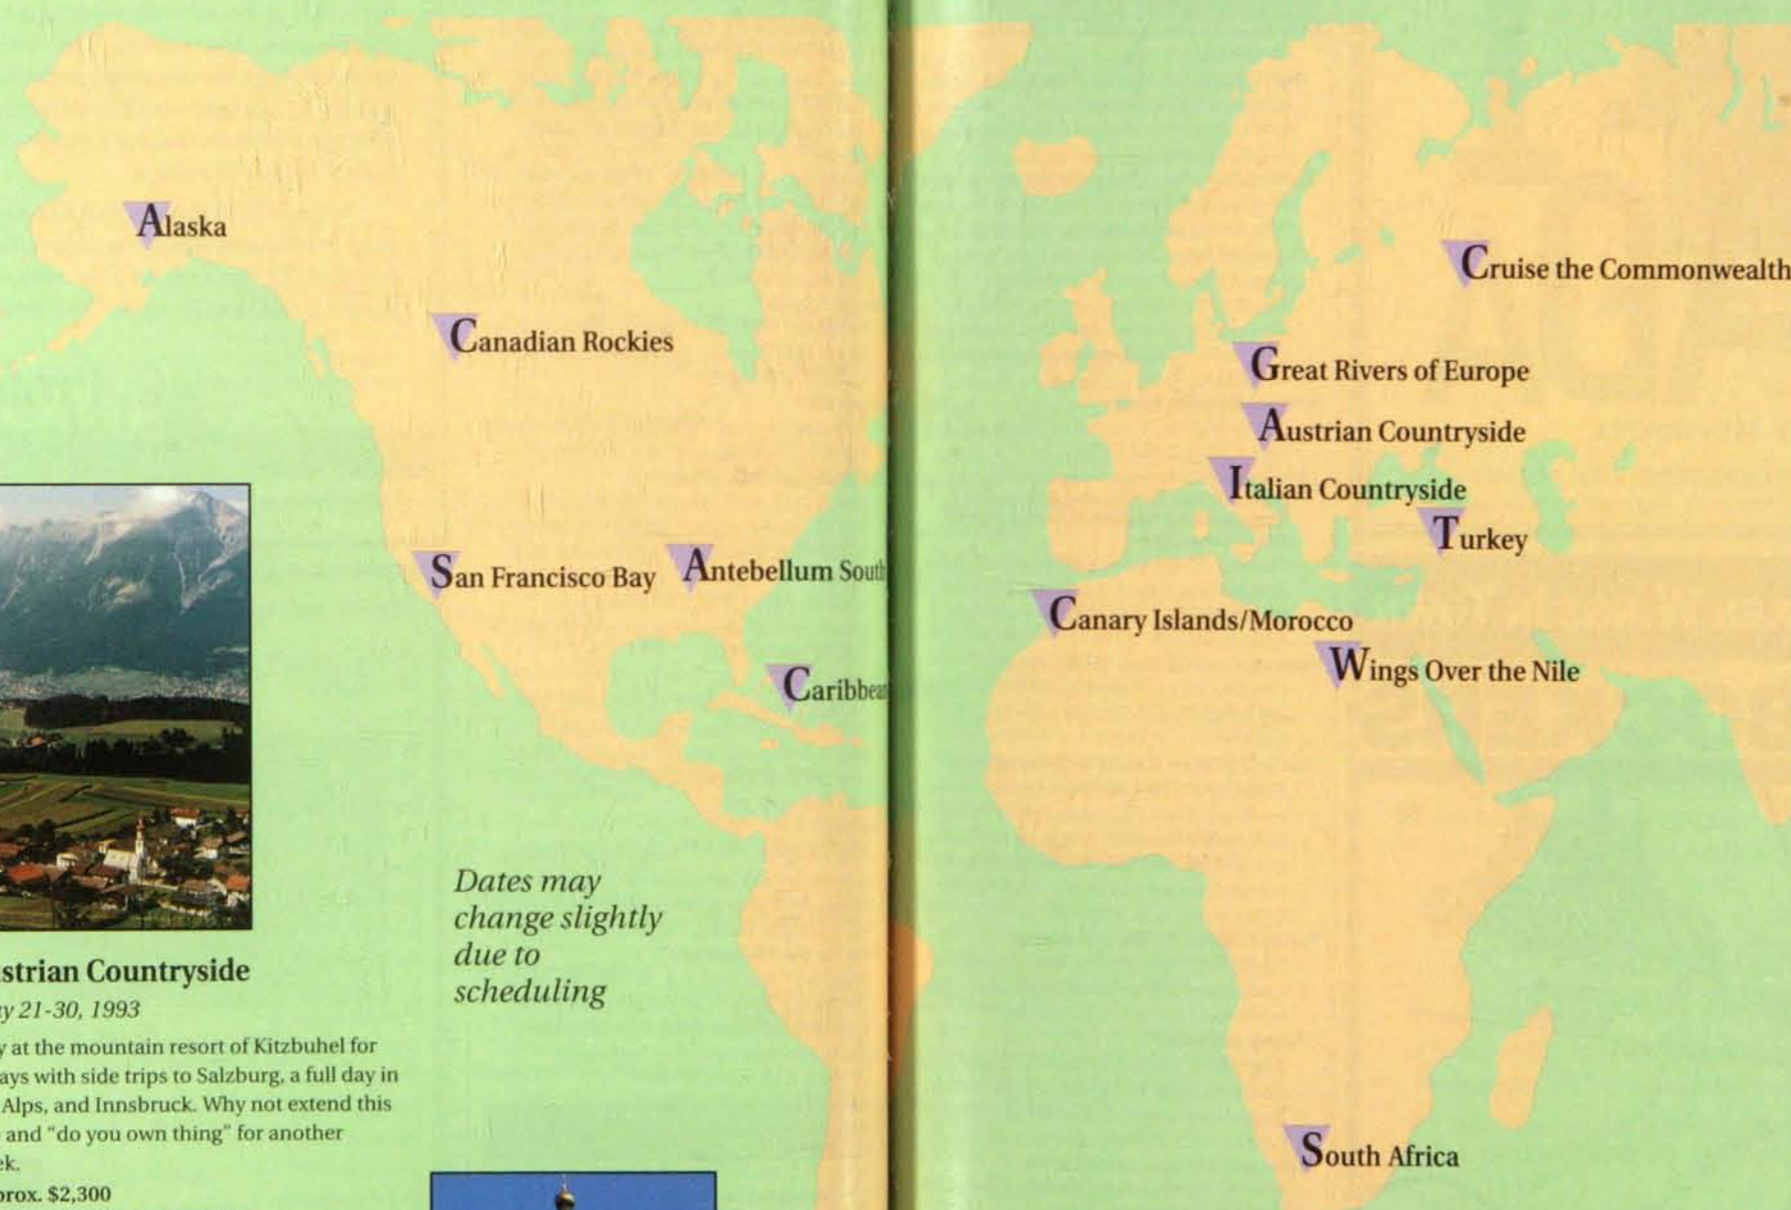 Alaska
Canadian Rockies
San Francisco Bay
Antebellum South
Caribbean
Dates may
change slightly
due to
scheduling
strian Countryside
y 21-30, 1993
y at the mountain resort of Kitzbuhel for
ays with side trips to Salzburg, a full day in
Alps, and Innsbruck. Why not extend this
and "do you own thing" for another
ek.
prox. $2,300
Cruise the Commonwealth
Great Rivers of Europe
Austrian Countryside
Italian Countryside
Turkey
Canary Islands/Morocco
Wings Over the Nile
South Africa